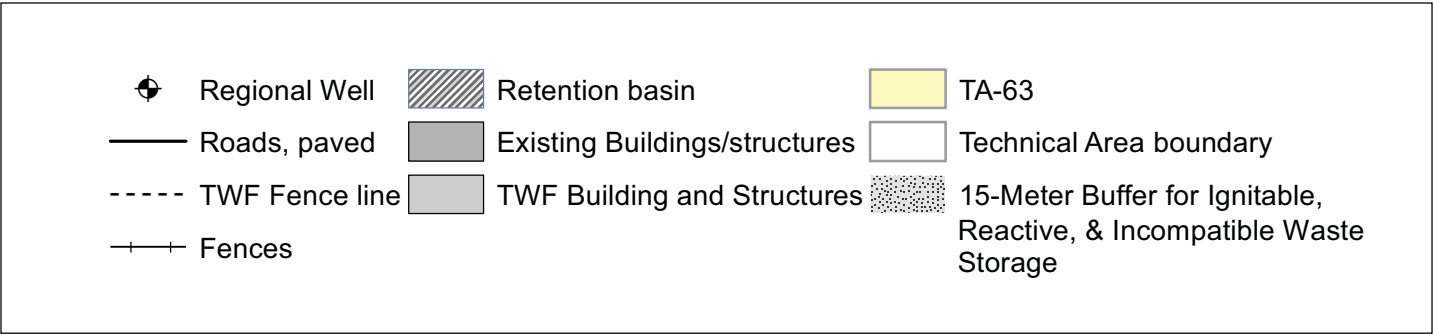 Regional Well
Roads, paved
TWF Fence line
Fences
Retention basin
Existing Buildings/structures
TWF Building and Structures
TA-63
Technical Area boundary
15-Meter Buffer for Ignitable,
Reactive, & Incompatible Waste
Storage